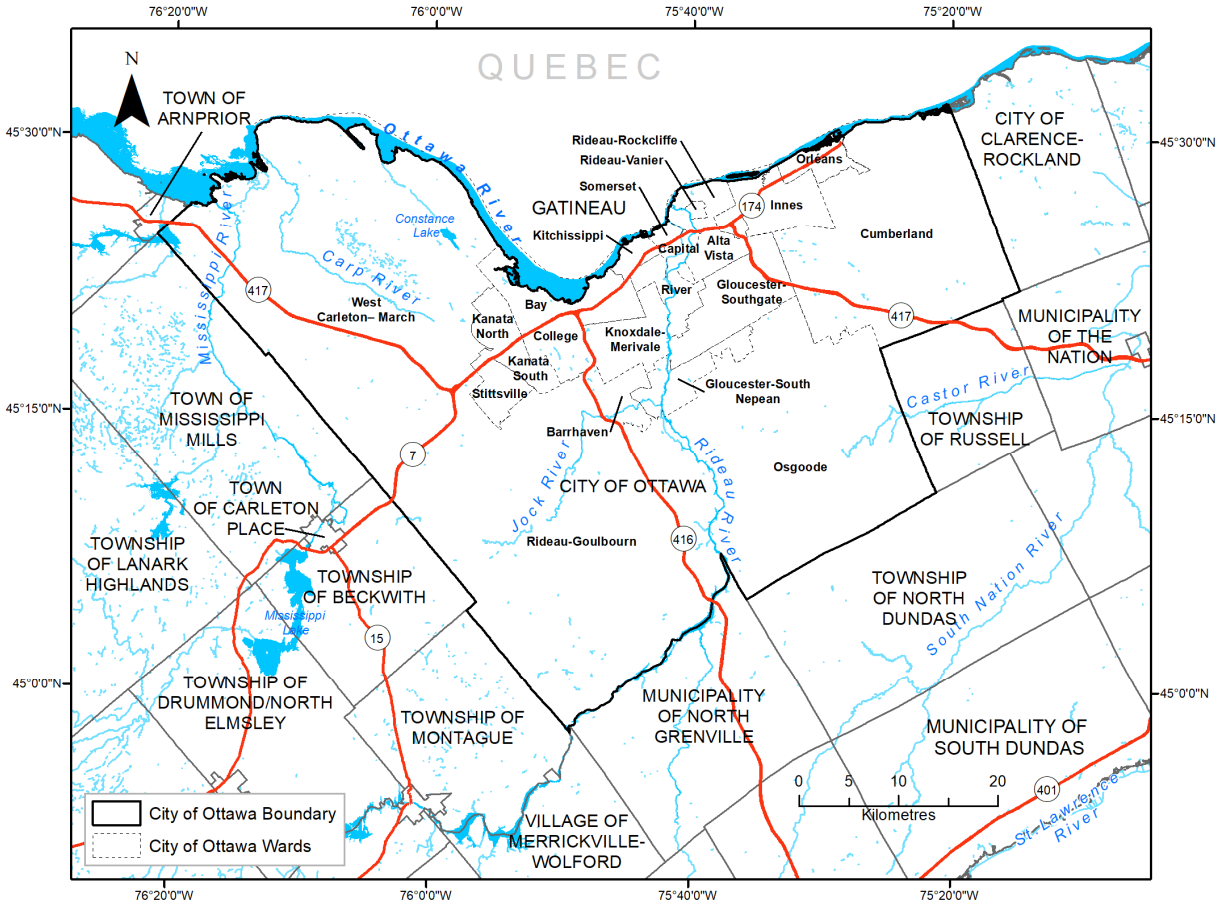 76°20'0"W
76°0'0"W
75°40'0"W
75°20'0"W
QUEBEC
N
TOWN OF
ARNPRIOR
45°30'0"N
45°30'0"N
CITY OF
CLARENCE-
ROCKLAND
Ottawa River
Rideau-Rockcliffe
Rideau-Vanier
Orléans
Somerset
GATINEAU
174
Innes
Constance
Lake
Kitchissippi
Capital
Alta
Vista
Cumberland
Mississippi River
Carp River
417
West
Carleton– March
Bay
River
Gloucester-
Southgate
417
Kanata
North
College
Knoxdale-
Merivale
MUNICIPALITY
OF THE
NATION
Kanata
South
Stittsville
Gloucester-South
Nepean
Castor River
45°15'0"N
45°15'0"N
TOWN OF
MISSISSIPPI
MILLS
Barrhaven
TOWNSHIP
OF RUSSELL
7
Jock River
Rideau River
Osgoode
CITY OF OTTAWA
TOWN
OF CARLETON
PLACE
Rideau-Goulbourn
416
TOWNSHIP
OF LANARK
HIGHLANDS
TOWNSHIP
OF BECKWITH
TOWNSHIP
OF NORTH
DUNDAS
South Nation River
Mississippi
Lake
15
45°0'0"N
45°0'0"N
TOWNSHIP OF
DRUMMOND/NORTH
ELMSLEY
TOWNSHIP OF
MONTAGUE
MUNICIPALITY
OF NORTH
GRENVILLE
MUNICIPALITY OF
SOUTH DUNDAS
0 5 10 20
Kilometres
401
St-Lawrence
River
City of Ottawa Boundary
City of Ottawa Wards
VILLAGE OF
MERRICKVILLE-
WOLFORD
76°20'0"W
76°0'0"W
75°40'0"W
75°20'0"W